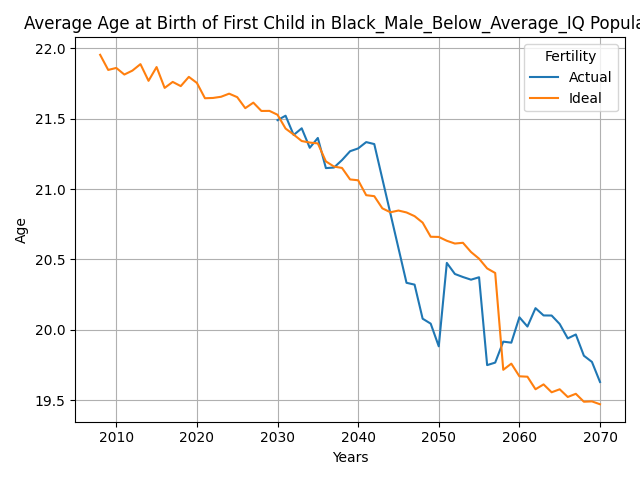 Average Age at Birth of First Child in Black_Male_Below_Average_IQ Popula
Fertility
Actual
Ideal
22.0
21.5
21.0
20.5
20.0
19.5
Age
2010 2020 2030 2040 2050 2060 2070
Years